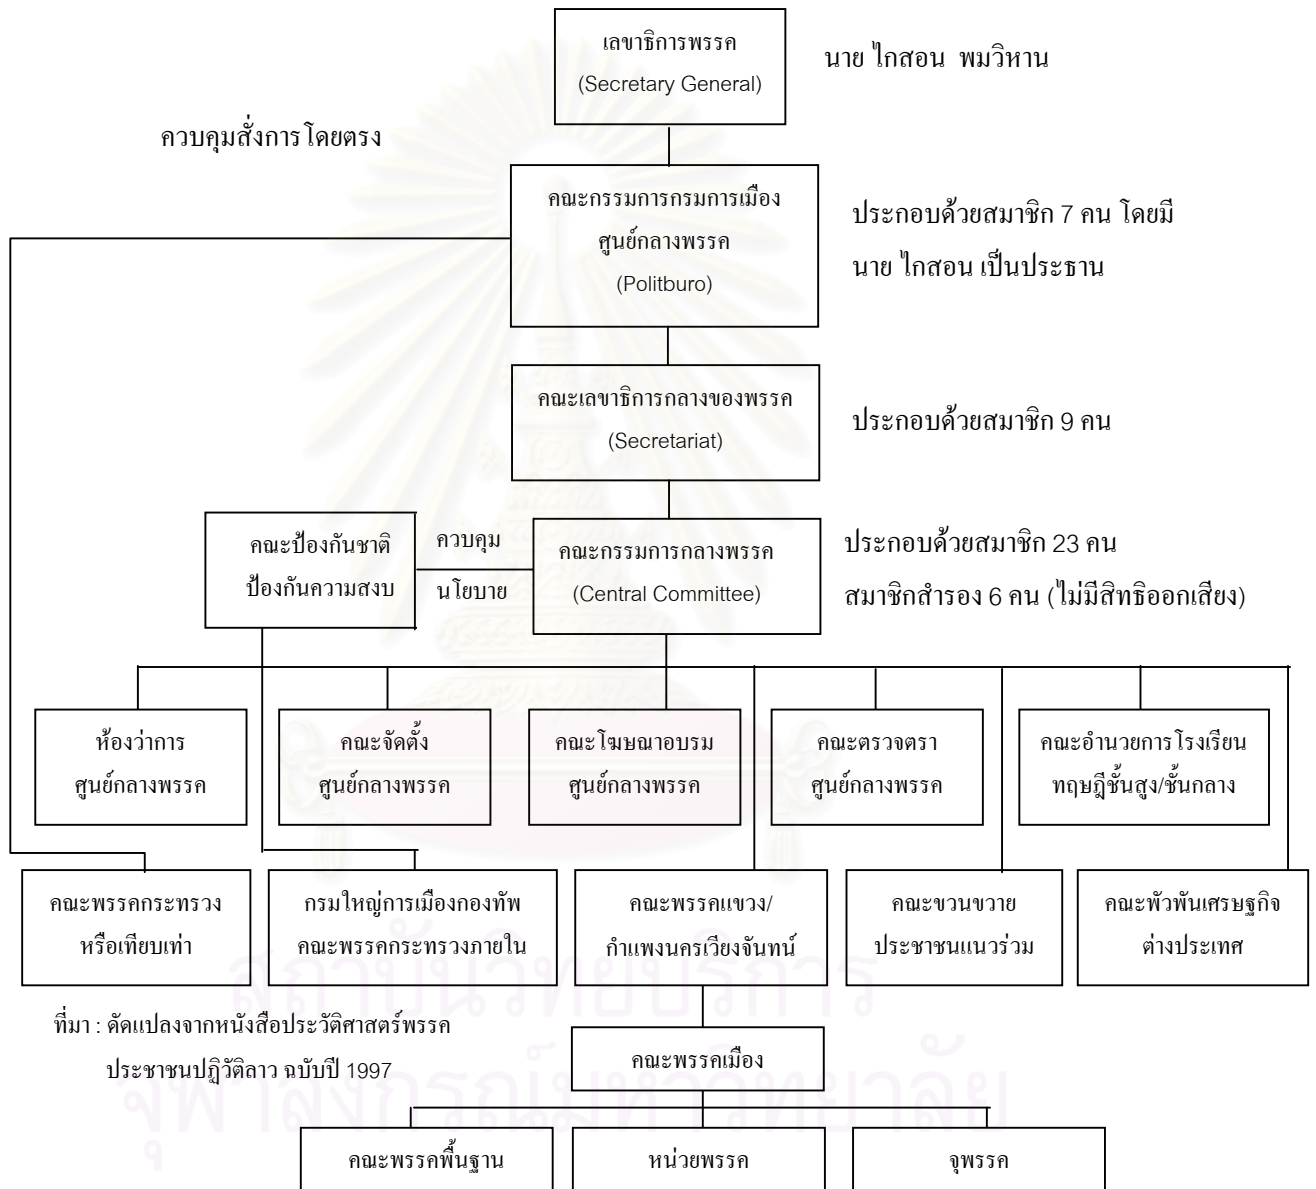 เลขาธิการพรรค
(Secretary General)
นาย ไกสอน พมวิหาน
ควบคุมสั่งการโดยตรง
คณะกรรมการกรมการเมือง
ศูนย์กลางพรรค
(Politburo)
ประกอบด้วยสมาชิก 7 คน โดยมี
นาย ไกสอน เป็นประธาน
คณะเลขาธิการกลางของพรรค
(Secretariat)
ประกอบด้วยสมาชิก 9 คน
คณะป้องกันชาติ
ป้องกันความสงบ
ควบคุม
นโยบาย
คณะกรรมการกลางพรรค
(Central Committee)
ประกอบด้วยสมาชิก 23 คน
สมาชิกสำรอง 6 คน (ไม่มีสิทธิออกเสียง)
ห้องว่าการ
ศูนย์กลางพรรค
คณะจัดตั้ง
ศูนย์กลางพรรค
คณะโฆษณาอบรม
ศูนย์กลางพรรค
คณะตรวจตรา
ศูนย์กลางพรรค
คณะอำนวยการโรงเรียน
ทฤษฎีชั้นสูง/ชั้นกลาง
คณะพรรคกระทรวง
หรือเทียบเท่า
กรมใหญ่การเมืองกองทัพ
คณะพรรคกระทรวงภายใน
คณะพรรคแขวง/
กำแพงนครเวียงจันทน์
คณะขวนขวาย
ประชาชนแนวร่วม
คณะพัวพันเศรษฐกิจ
ต่างประเทศ
สถาบันวิทยบริการ
ที่มา : ดัดแปลงจากหนังสือประวัติศาสตร์พรรค
ประชาชนปฏิวัติลาว ฉบับปี 1997
คณะพรรคเมือง
จุฬาลงกรณ์มหาวิทยาลัย
คณะพรรคพื้นฐาน
หน่วยพรรค
จุพรรค